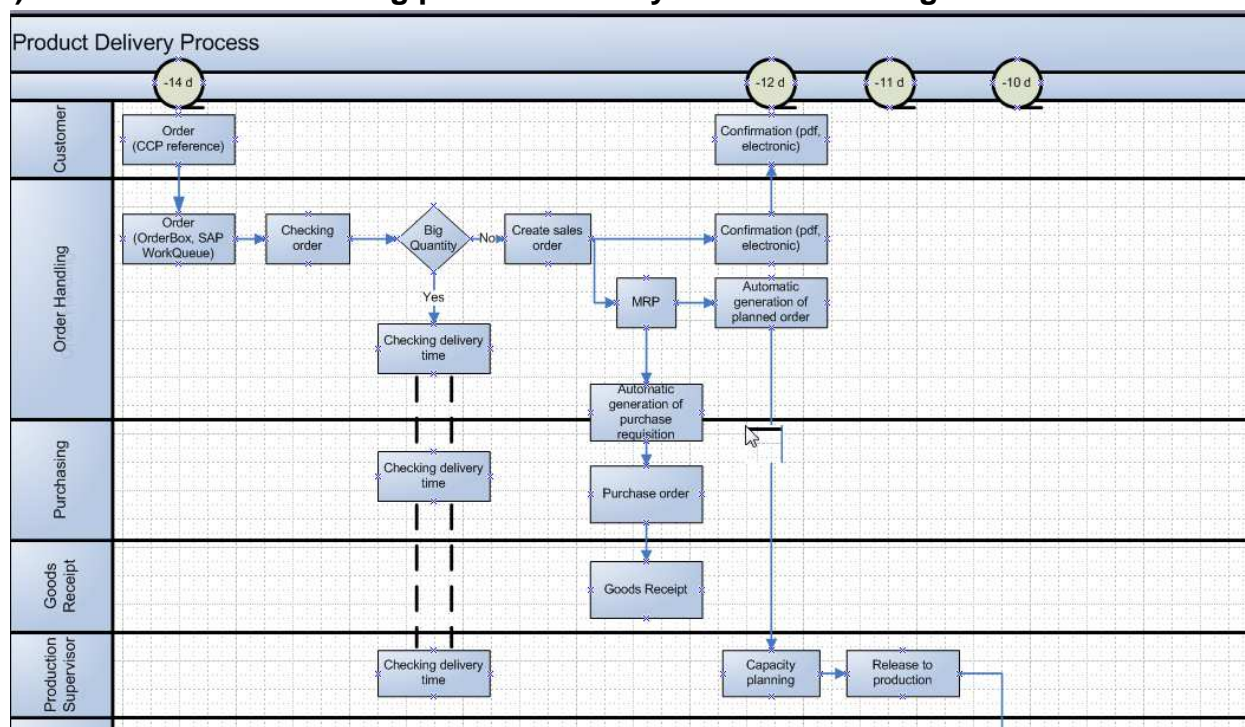 Product Delivery Process
-14 d
-12 d
-11 d
-10 d
Customer
Order
(CCP reference)
Confirmation (pdf,
electronic)
Order Handling
Order
(OrderBox, SAP
WorkQueue)
Checking
order
Big
Quantity
No
Create sales
order
Confirmation (pdf,
electronic)
Yes
MRP
Automatic
generation of
planned order
Checking delivery
time
Automatic
generation of
purchase
requisition
Purchasing
Checking delivery
time
Purchase order
Goods
Receipt
Goods Receipt
Production
Supervisor
Checking delivery
time
Capacity
planning
Release to
production